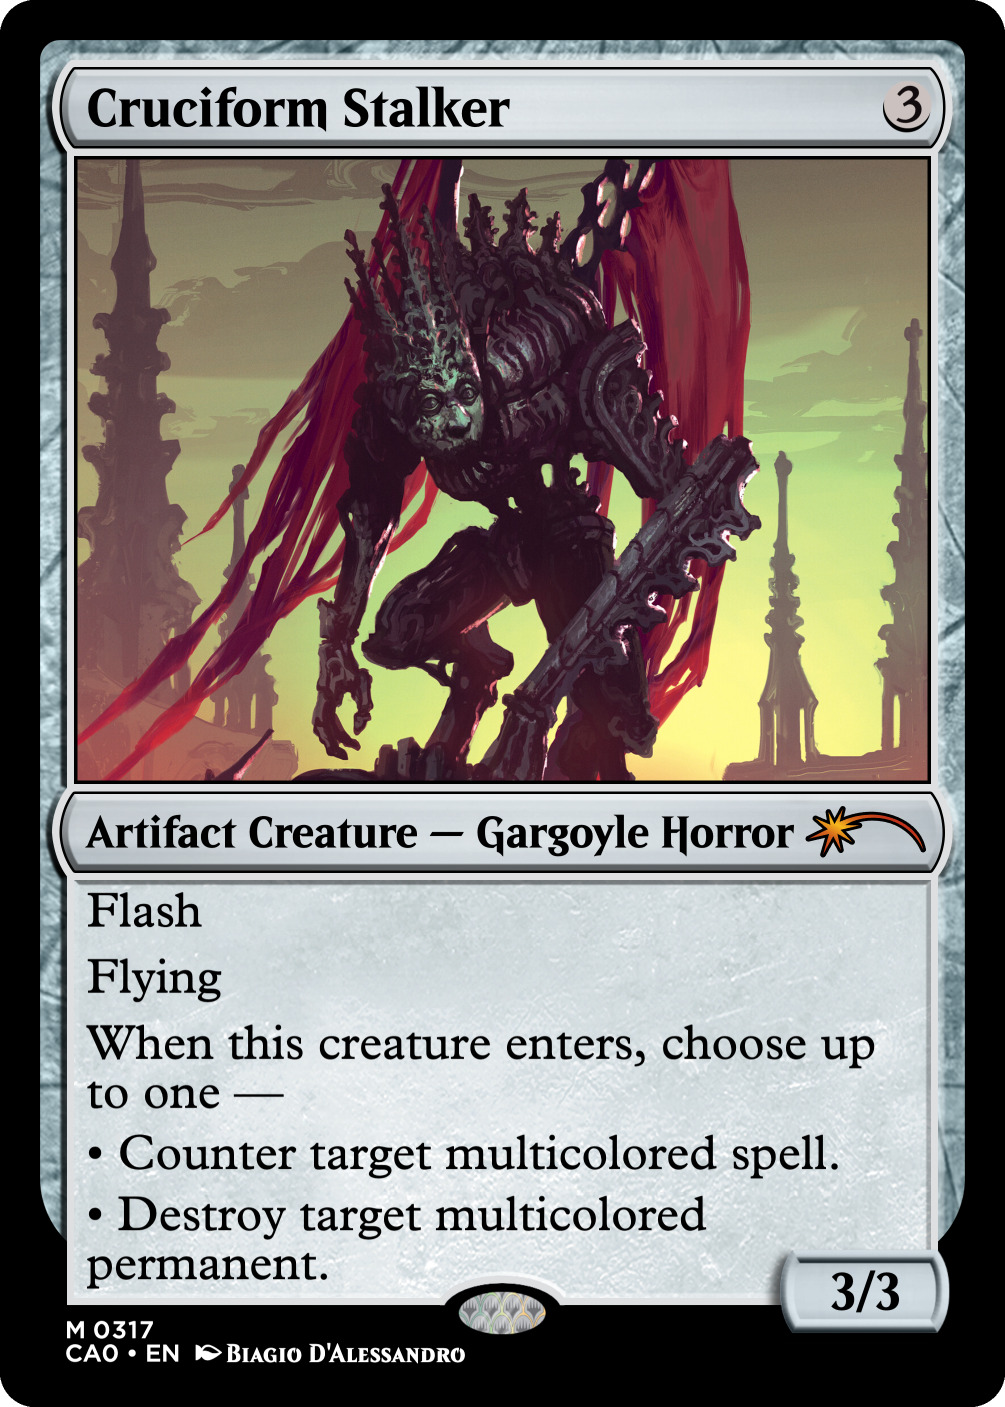 Cruciform Stalker
3
Artifact Creature — Gargoyle Horror
Flash
Flying
When this creature enters, choose up
to one —
• Counter target multicolored spell.
• Destroy target multicolored
permanent.
3/3
M 0317
CAO • EN Biagio D'Alessandro